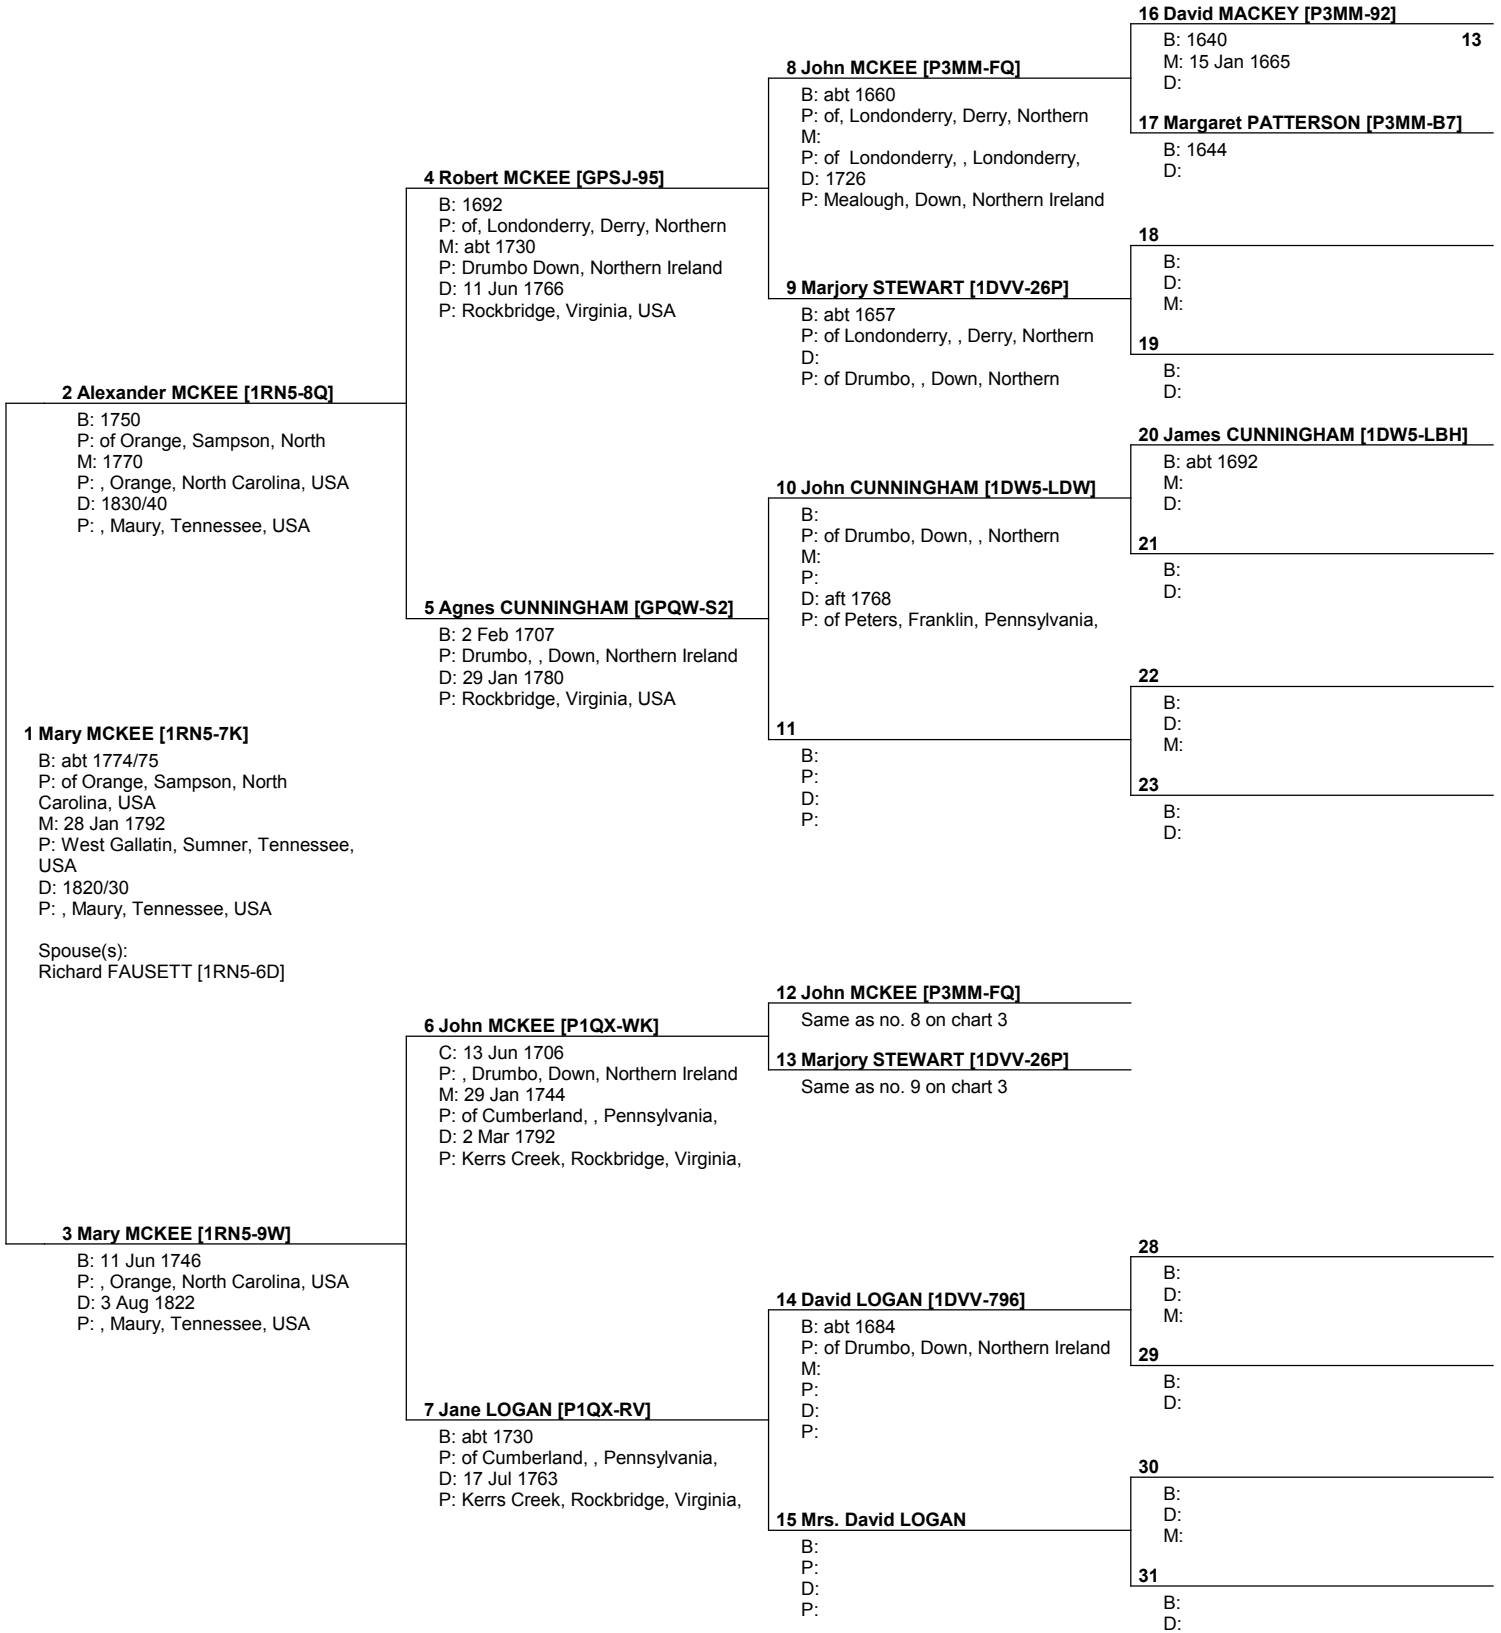 16 David MACKEY [P3MM-92]
B: 1640 13
M: 15 Jan 1665
D:
8 John MCKEE [P3MM-FQ]
B: abt 1660
P: of, Londonderry, Derry, Northern
M:
P: of Londonderry, , Londonderry,
D: 1726
P: Mealough, Down, Northern Ireland
17 Margaret PATTERSON [P3MM-B7]
B: 1644
D:
4 Robert MCKEE [GPSJ-95]
B: 1692
P: of, Londonderry, Derry, Northern
M: abt 1730
P: Drumbo Down, Northern Ireland
D: 11 Jun 1766
P: Rockbridge, Virginia, USA
18
B:
D:
M:
9 Marjory STEWART [1DVV-26P]
B: abt 1657
P: of Londonderry, , Derry, Northern
D:
P: of Drumbo, , Down, Northern
19
B:
D:
2 Alexander MCKEE [1RN5-8Q]
B: 1750
P: of Orange, Sampson, North
M: 1770
P: , Orange, North Carolina, USA
D: 1830/40
P: , Maury, Tennessee, USA
20 James CUNNINGHAM [1DW5-LBH]
B: abt 1692
M:
D:
10 John CUNNINGHAM [1DW5-LDW]
B:
P: of Drumbo, Down, , Northern
M:
P:
D: aft 1768
P: of Peters, Franklin, Pennsylvania,
21
B:
D:
5 Agnes CUNNINGHAM [GPQW-S2]
B: 2 Feb 1707
P: Drumbo, , Down, Northern Ireland
D: 29 Jan 1780
P: Rockbridge, Virginia, USA
22
B:
D:
M:
11
B:
P:
D:
P:
23
B:
D:
1 Mary MCKEE [1RN5-7K]
B: abt 1774/75
P: of Orange, Sampson, North
Carolina, USA
M: 28 Jan 1792
P: West Gallatin, Sumner, Tennessee,
USA
D: 1820/30
P: , Maury, Tennessee, USA
Spouse(s):
Richard FAUSETT [1RN5-6D]
12 John MCKEE [P3MM-FQ]
Same as no. 8 on chart 3
6 John MCKEE [P1QX-WK]
C: 13 Jun 1706
P: , Drumbo, Down, Northern Ireland
M: 29 Jan 1744
P: of Cumberland, , Pennsylvania,
D: 2 Mar 1792
P: Kerrs Creek, Rockbridge, Virginia,
13 Marjory STEWART [1DVV-26P]
Same as no. 9 on chart 3
3 Mary MCKEE [1RN5-9W]
B: 11 Jun 1746
P: , Orange, North Carolina, USA
D: 3 Aug 1822
P: , Maury, Tennessee, USA
28
B:
D:
M:
14 David LOGAN [1DVV-796]
B: abt 1684
P: of Drumbo, Down, Northern Ireland
M:
P:
D:
P:
29
B:
D:
7 Jane LOGAN [P1QX-RV]
B: abt 1730
P: of Cumberland, , Pennsylvania,
D: 17 Jul 1763
P: Kerrs Creek, Rockbridge, Virginia,
30
B:
D:
M:
15 Mrs. David LOGAN
B:
P:
D:
P:
31
B:
D: